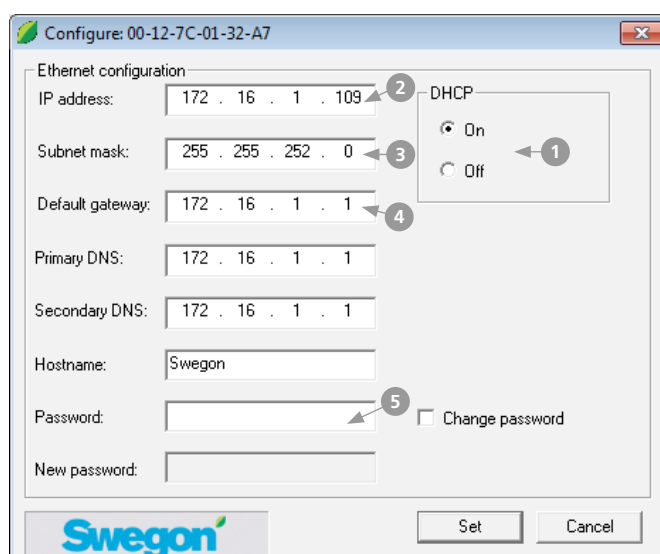 Configure: 00-12-7C-01-32-A7
Ethernet configuration
IP address: 172 . 16 . 1 . 109 2
DHCP
On
Off
1
Subnet mask: 255 . 255 . 252 . 0 3
Default gateway: 172 . 16 . 1 . 1 4
Primary DNS: 172 . 16 . 1 . 1
Secondary DNS: 172 . 16 . 1 . 1
Hostname: Swegon
Password: 5 Change password
New password:
Swegon
Set Cancel